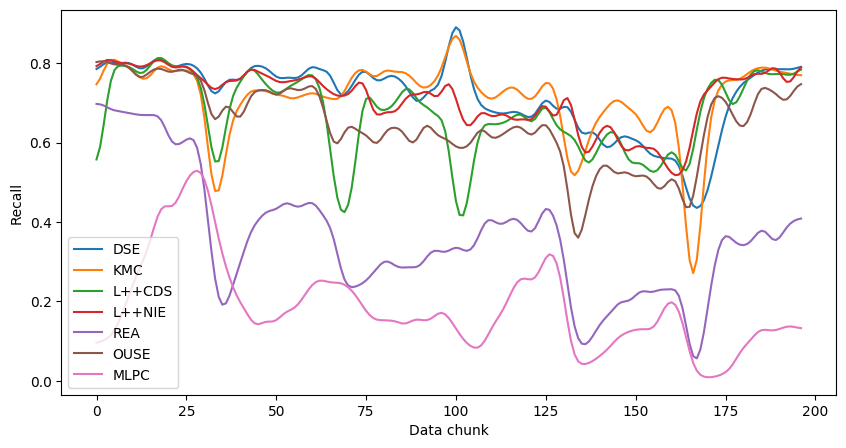 Recall
0.8
0.6
0.4
0.2
0.0
DSE
KMC
L++CDS
L++NIE
REA
OUSE
MLPC
0 25 50 75 100 125 150 175 200
Data chunk